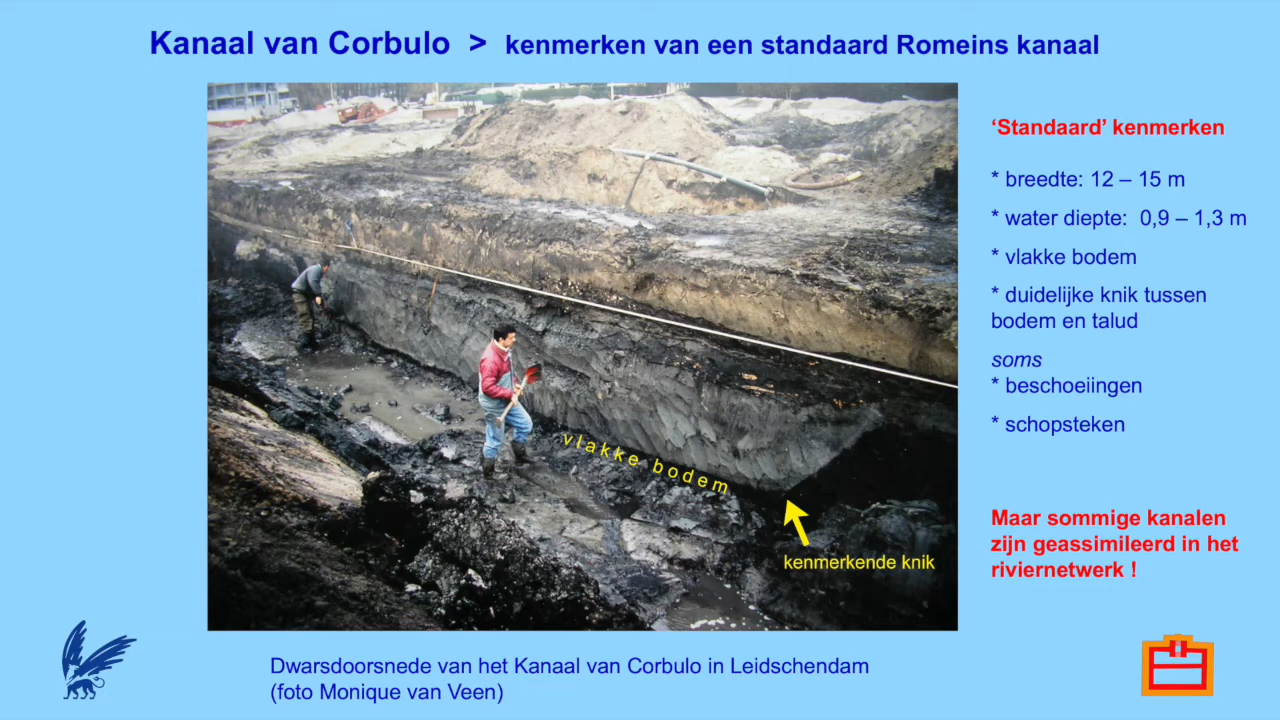 Kanaal van Corbulo > kenmerken van een standaard Romeins kanaal
‘Standaard’ kenmerken
* breedte: 12 – 15 m
* water diepte: 0,9 – 1,3 m
* vlakke bodem
* duidelijke knik tussen
bodem en talud
soms
* beschoeiingen
* schopsteken
vlakke bodem
kenmerkende knik
Maar sommige kanalen
zijn geassimileerd in het
riviernetwerk !
Dwarsdoorsnede van het Kanaal van Corbulo in Leidschendam
(foto Monique van Veen)